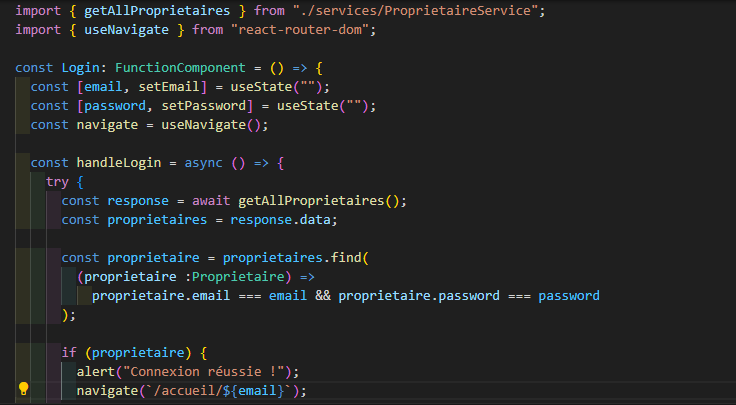 import { getAllProprietaires } from "./services/ProprietaireService";
import { useNavigate } from "react-router-dom";
const Login: FunctionComponent = () => {
const [email, setEmail] = useState("");
const [password, setPassword] = useState("");
const navigate = useNavigate();
const handleLogin = async () => {
try {
const response = await getAllProprietaires();
const proprietaires = response.data;
const proprietaire = proprietaires.find(
(proprietaire :Proprietaire) =>
proprietaire.email === email && proprietaire.password === password
);
if (proprietaire) {
alert("Connexion réussie !");
navigate(`/accueil/${email}`);